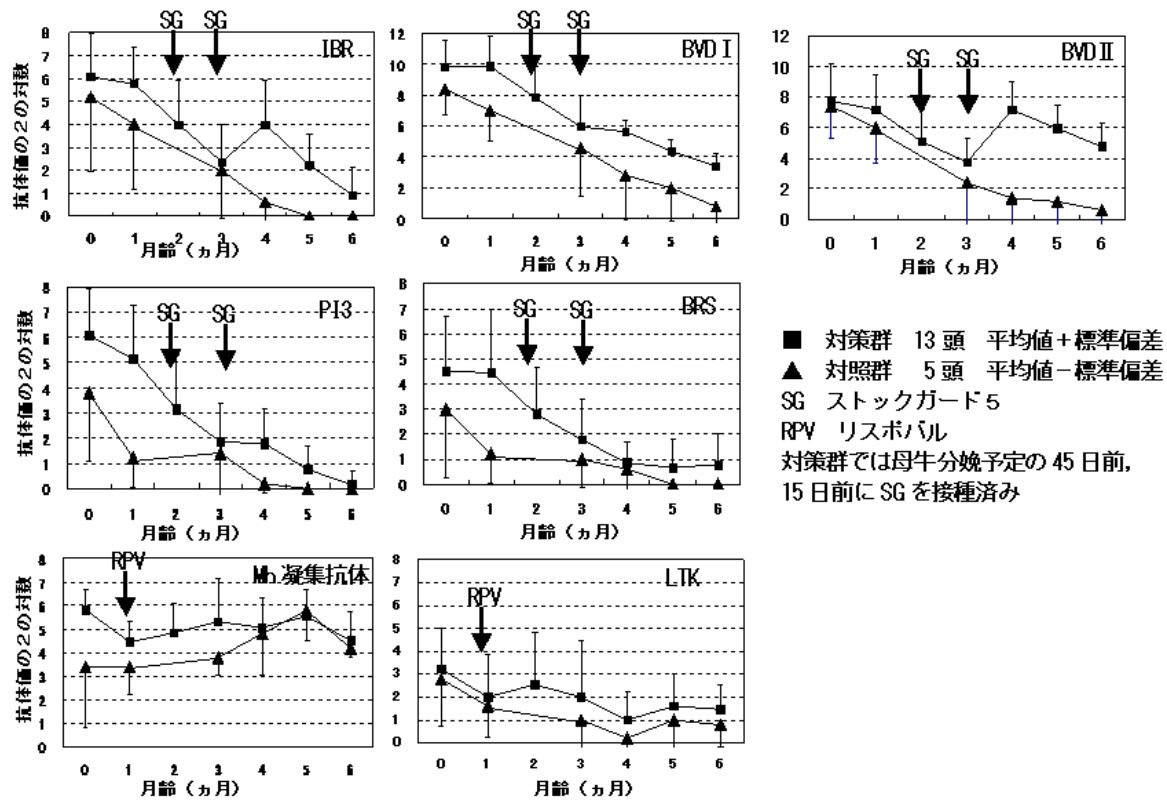 SG SG
IBR
抗体価の２の対数
8
7
6
5
4
3
2
1
0
0 1 2 3 4 5 6
月齢（ヵ月）
SG SG
BVD I
12
10
8
6
4
2
0
0 1 2 3 4 5 6
月齢（ヵ月）
SG SG
BVD II
12
10
8
6
4
2
0
0 1 2 3 4 5 6
月齢（ヵ月）
SG SG
PI3
抗体価の２の対数
8
7
6
5
4
3
2
1
0
0 1 2 3 4 5 6
月齢（ヵ月）
SG SG
BRS
8
7
6
5
4
3
2
1
0
0 1 2 3 4 5 6
月齢（ヵ月）
■ 対策群 13頭 平均値＋標準偏差
▲ 対照群 5頭 平均値－標準偏差
SG ストックガード５
RPV リスポバル
対策群では母牛分娩予定の45日前，
15日前にSGを接種済み
RPV
Mh凝集抗体
抗体価の２の対数
8
7
6
5
4
3
2
1
0
0 1 2 3 4 5 6
月齢（ヵ月）
RPV
LTK
8
7
6
5
4
3
2
1
0
0 1 2 3 4 5 6
月齢（ヵ月）